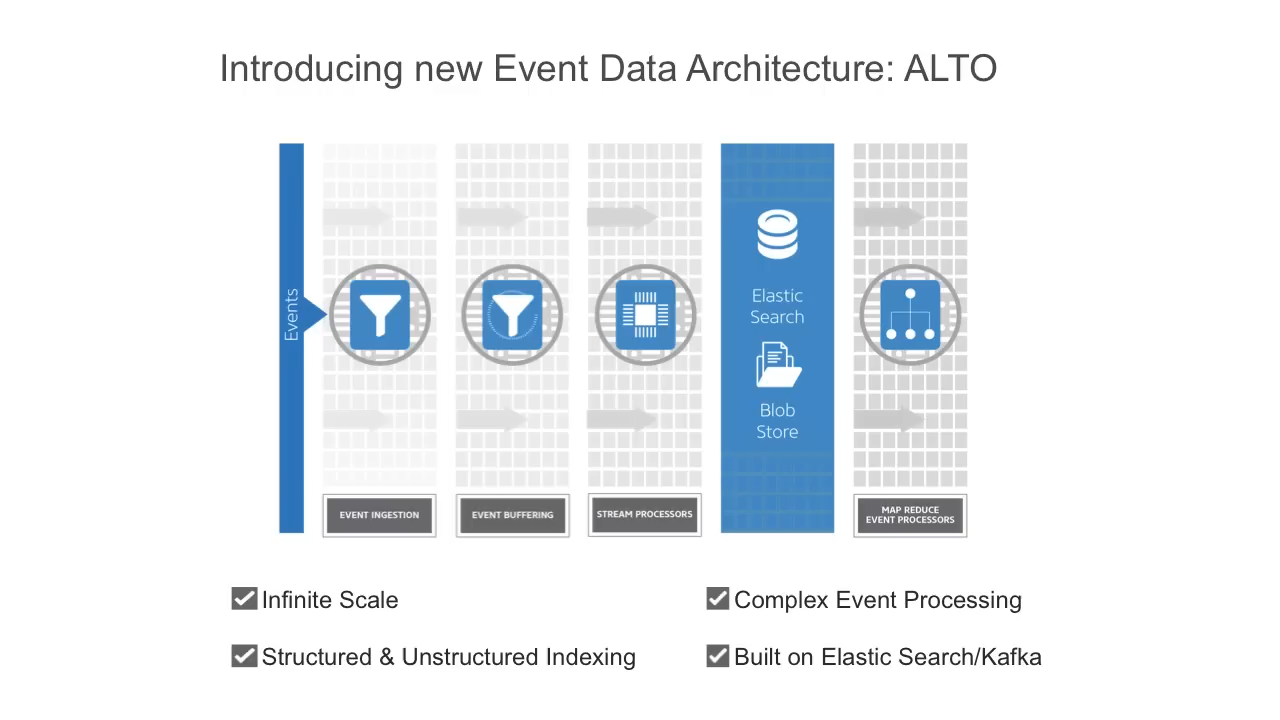 Introducing new Event Data Architecture: ALTO
Events
Elastic
Search
Blob
Store
EVENT INGESTION
EVENT BUFFERING
STREAM PROCESSORS
MAP REDUCE
EVENT PROCESSORS
Infinite Scale
Complex Event Processing
Structured & Unstructured Indexing
Built on Elastic Search/Kafka